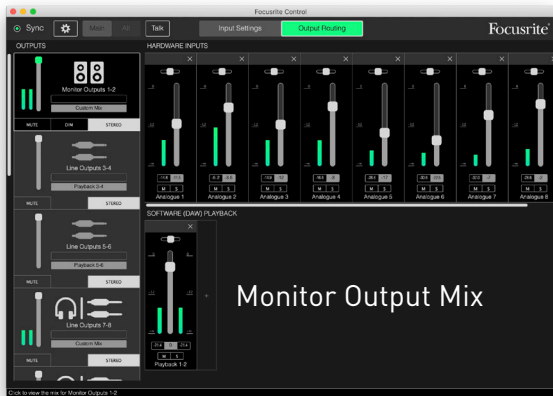 Focusrite Control
Sync
Main
Alt
Talk
Input Settings
Output Routing
Focusrite
OUTPUTS
Monitor Outputs 1-2
Custom Mix
MUTE DIM STEREO
Line Outputs 3-4
Playback 3-4
MUTE STEREO
Line Outputs 5-6
Playback 5-6
MUTE STEREO
Line Outputs 7-8
Custom Mix
MUTE STEREO
HARDWARE INPUTS
M S M S M S M S M S M S M S M S
Analogue 1 Analogue 2 Analogue 3 Analogue 4 Analogue 5 Analogue 6 Analogue 7 Analogue 8
SOFTWARE (DAW) PLAYBACK
M S
Playback 1-2
Monitor Output Mix
Click to view the mix for Monitor Outputs 1-2